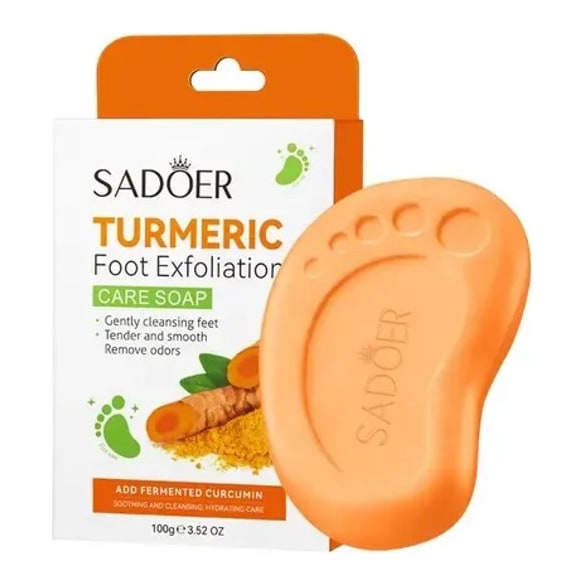 SADOER
TURMERIC
Foot Exfoliation
CARE SOAP
• Gently cleansing feet
• Tender and smooth
Remove odors
ADD FERMENTED CURCUMIN
SOOTHING AND CLEANSING, HYDRATING CARE
100g℮3.52 OZ
SADOER